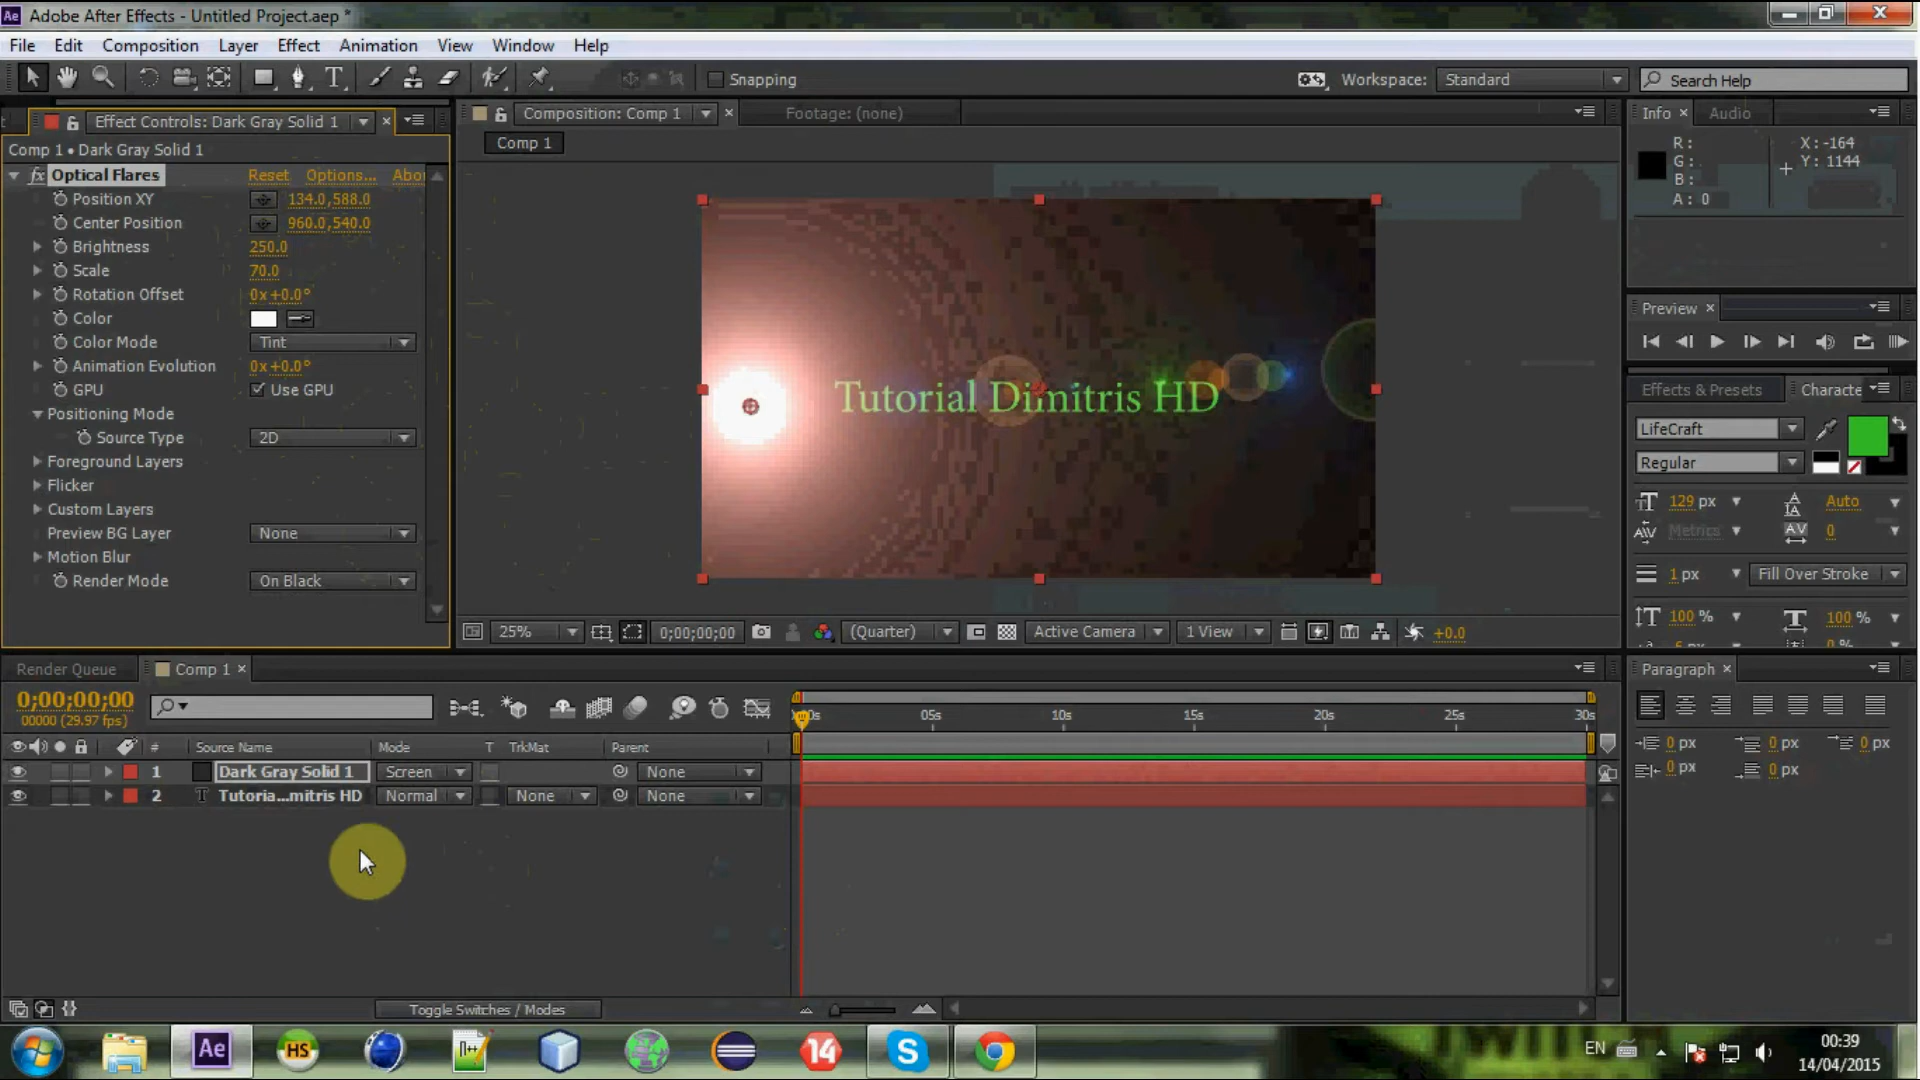 Adobe After Effects - Untitled Project.aep *
File Edit Composition Layer Effect Animation View Window Help
Snapping Workspace: Standard Search Help
Effect Controls: Dark Gray Solid 1 Composition: Comp 1 Footage: (none) Info Audio
Comp 1 • Dark Gray Solid 1 Comp 1
Optical Flares Reset Options... Abo
Position XY 134.0,588.0
Center Position 960.0,540.0
Brightness 250.0
Scale 70.0
Rotation Offset 0x+0.0°
Color
Color Mode Tint
Animation Evolution 0x+0.0°
GPU Use GPU
Positioning Mode
Source Type 2D
Foreground Layers
Flicker
Custom Layers
Preview BG Layer None
Motion Blur
Render Mode On Black
Tutorial Dimitris HD
25% 0;00;00;00 (Quarter) Active Camera 1 View +0.0
R: X: -164
G: Y: 1144
B:
A: 0
Preview
Effects & Presets Characte
LifeCraft
Regular
129 px Auto
Metrics 0
1 px Fill Over Stroke
100 % 100 %
Render Queue Comp 1
0;00;00;00
00000 (29.97 fps)
0s 05s 10s 15s 20s 25s 30s
# Source Name Mode T TrkMat Parent
1 Dark Gray Solid 1 Screen None
2 Tutoria...mitris HD Normal None None
Toggle Switches / Modes
Paragraph
0 px 0 px 0 px
0 px 0 px
Ae HS 14 S
EN 00:39
14/04/2015